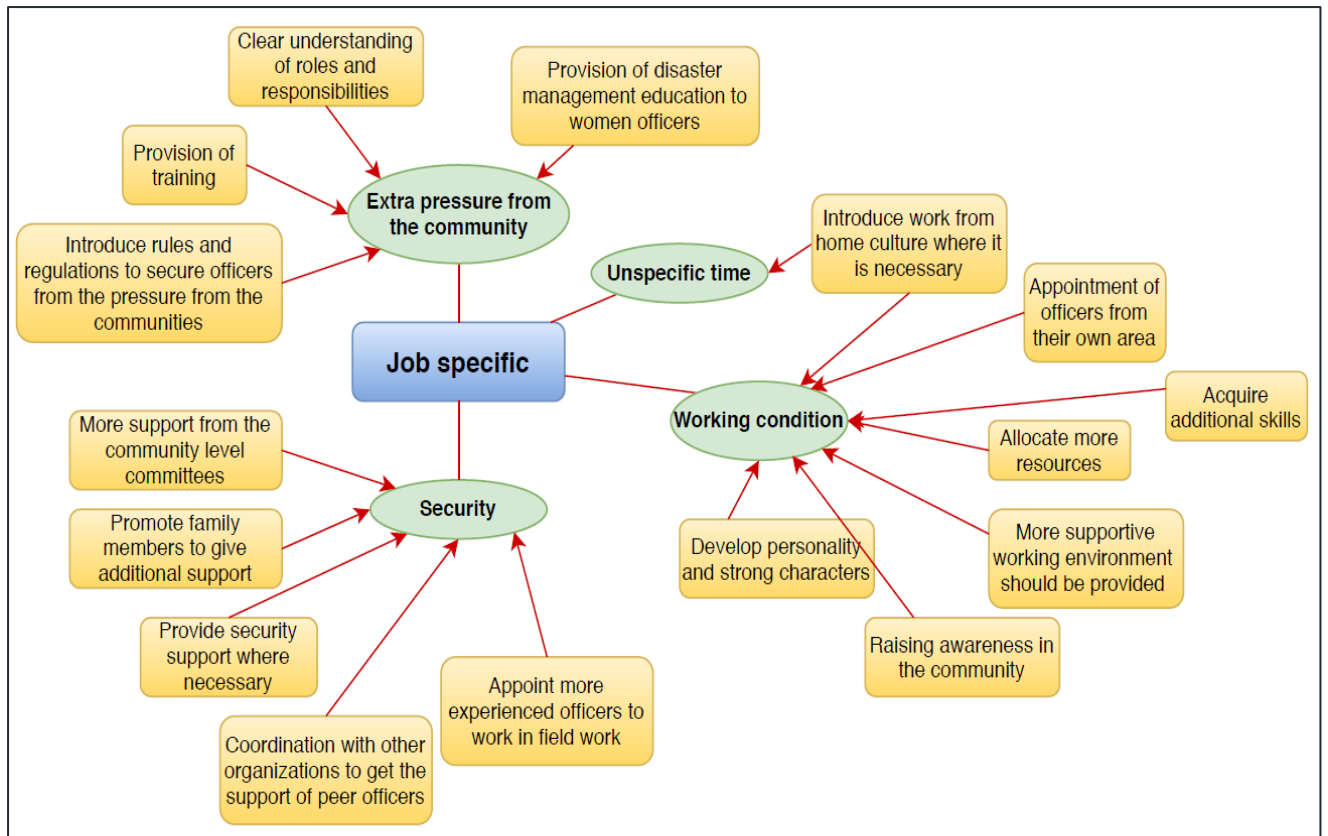 Clear understanding
of roles and
responsibilities
Provision of disaster
management education to
women officers
Provision of
training
Extra pressure from
the community
Introduce rules and
regulations to secure officers
from the pressure from the
communities
Unspecific time
Introduce work from
home culture where it
is necessary
Appointment of
officers from
their own area
Job specific
Working condition
Acquire
additional skills
Allocate more
resources
More support from the
community level
committees
Security
Promote family
members to give
additional support
Develop personality
and strong characters
More supportive
working environment
should be provided
Provide security
support where
necessary
Raising awareness in
the community
Appoint more
experienced officers to
work in field work
Coordination with other
organizations to get the
support of peer officers